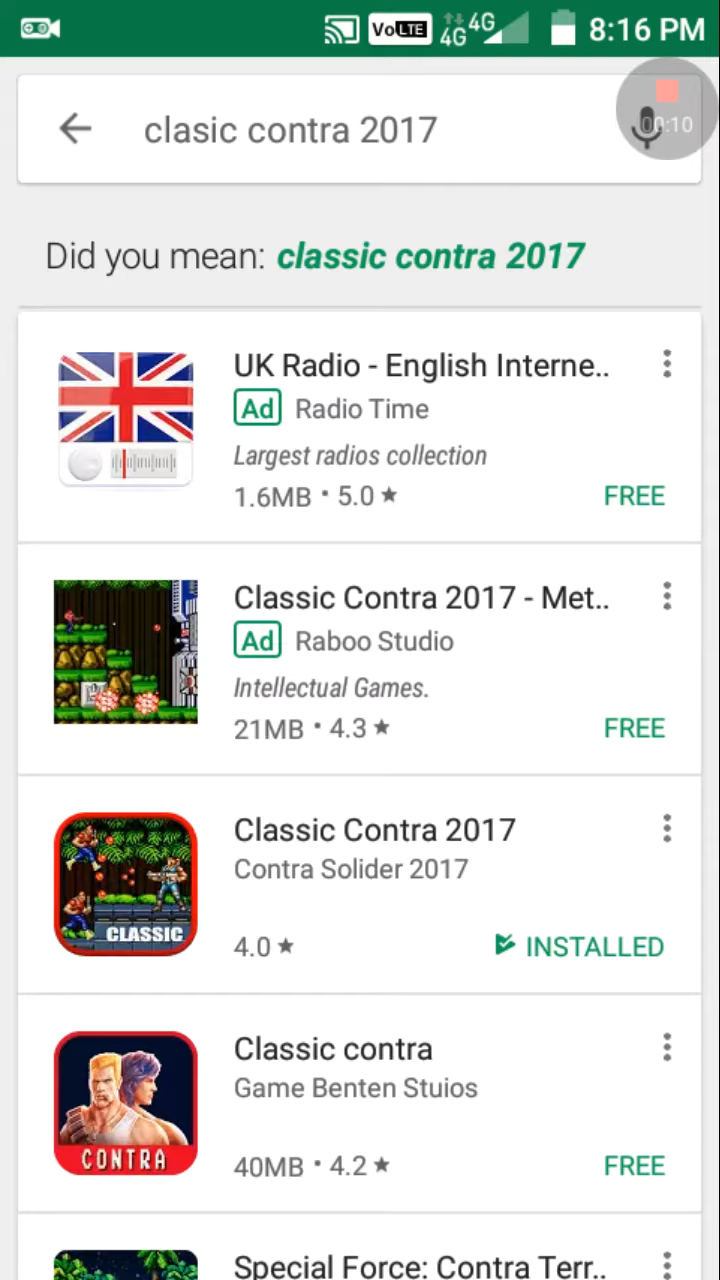 VoLTE 4G 4G 8:16 PM
clasic contra 2017
00:10
Did you mean: classic contra 2017
UK Radio - English Interne..
Ad Radio Time
Largest radios collection
1.6MB • 5.0 ★ FREE
Classic Contra 2017 - Met..
Ad Raboo Studio
Intellectual Games.
21MB • 4.3 ★ FREE
Classic Contra 2017
Contra Solider 2017
4.0 ★ INSTALLED
CLASSIC
Classic contra
Game Benten Stuios
40MB • 4.2 ★ FREE
CONTRA
Special Force: Contra Terr..